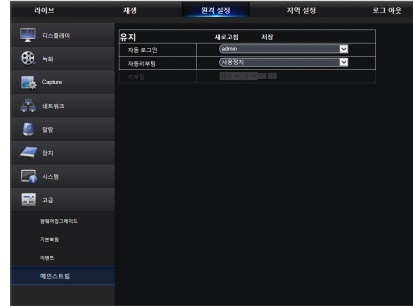 라이브 재생 원격 설정 지역 설정 로그 아웃
디스플레이
녹화
Capture
네트워크
알람
장치
시스템
고급
펌웨어업그레이드
기본복원
이벤트
메인스트림
유지 새로고침 저장
자동 로그인 admin
자동리부팅 사용정지
리부팅